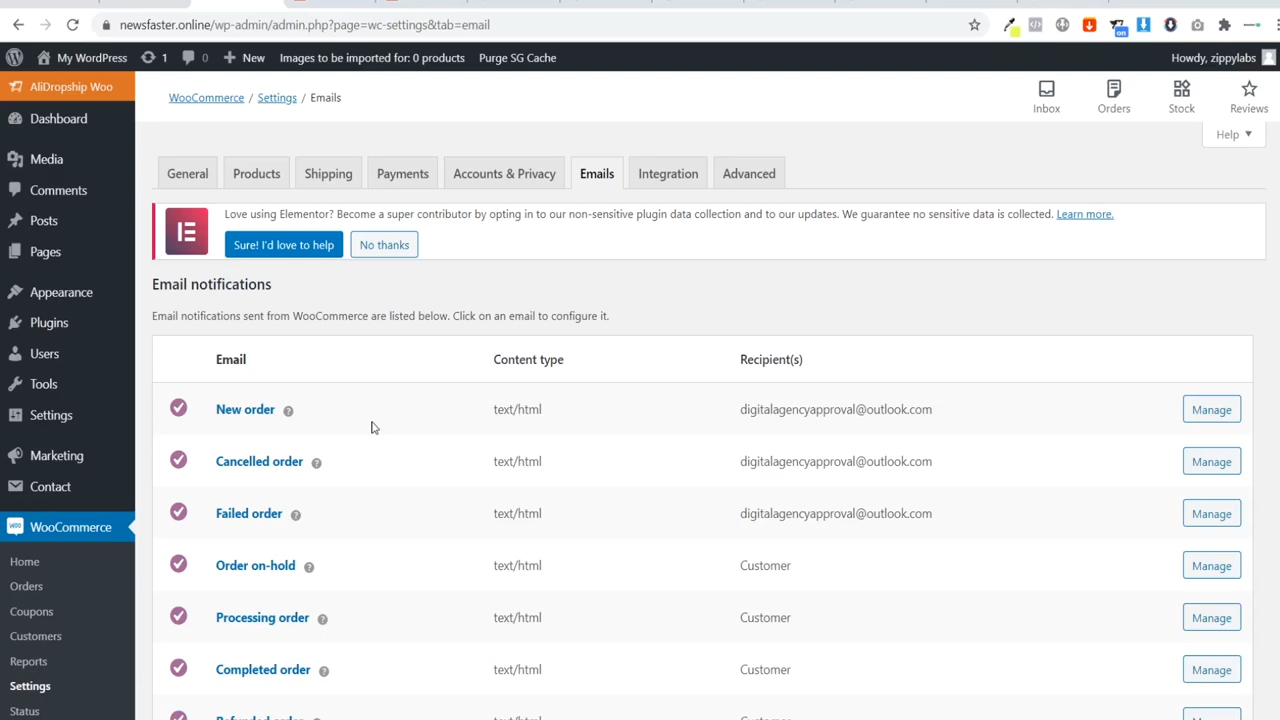 newsfaster.online/wp-admin/admin.php?page=wc-settings&tab=email
on
My WordPress
1
0
New
Images to be imported for: 0 products
Purge SG Cache
Howdy, zippylabs
AliDropship Woo
Dashboard
Media
Comments
Posts
Pages
Appearance
Plugins
Users
Tools
Settings
Marketing
Contact
WooCommerce
Home
Orders
Coupons
Customers
Reports
Settings
Status
WooCommerce / Settings / Emails
Inbox
Orders
Stock
Reviews
Help
General
Products
Shipping
Payments
Accounts & Privacy
Emails
Integration
Advanced
Love using Elementor? Become a super contributor by opting in to our non-sensitive plugin data collection and to our updates. We guarantee no sensitive data is collected. Learn more.
Sure! I'd love to help
No thanks
Email notifications
Email notifications sent from WooCommerce are listed below. Click on an email to configure it.
Email Content type Recipient(s)
New order ? text/html digitalagencyapproval@outlook.com Manage
Cancelled order ? text/html digitalagencyapproval@outlook.com Manage
Failed order ? text/html digitalagencyapproval@outlook.com Manage
Order on-hold ? text/html Customer Manage
Processing order ? text/html Customer Manage
Completed order ? text/html Customer Manage